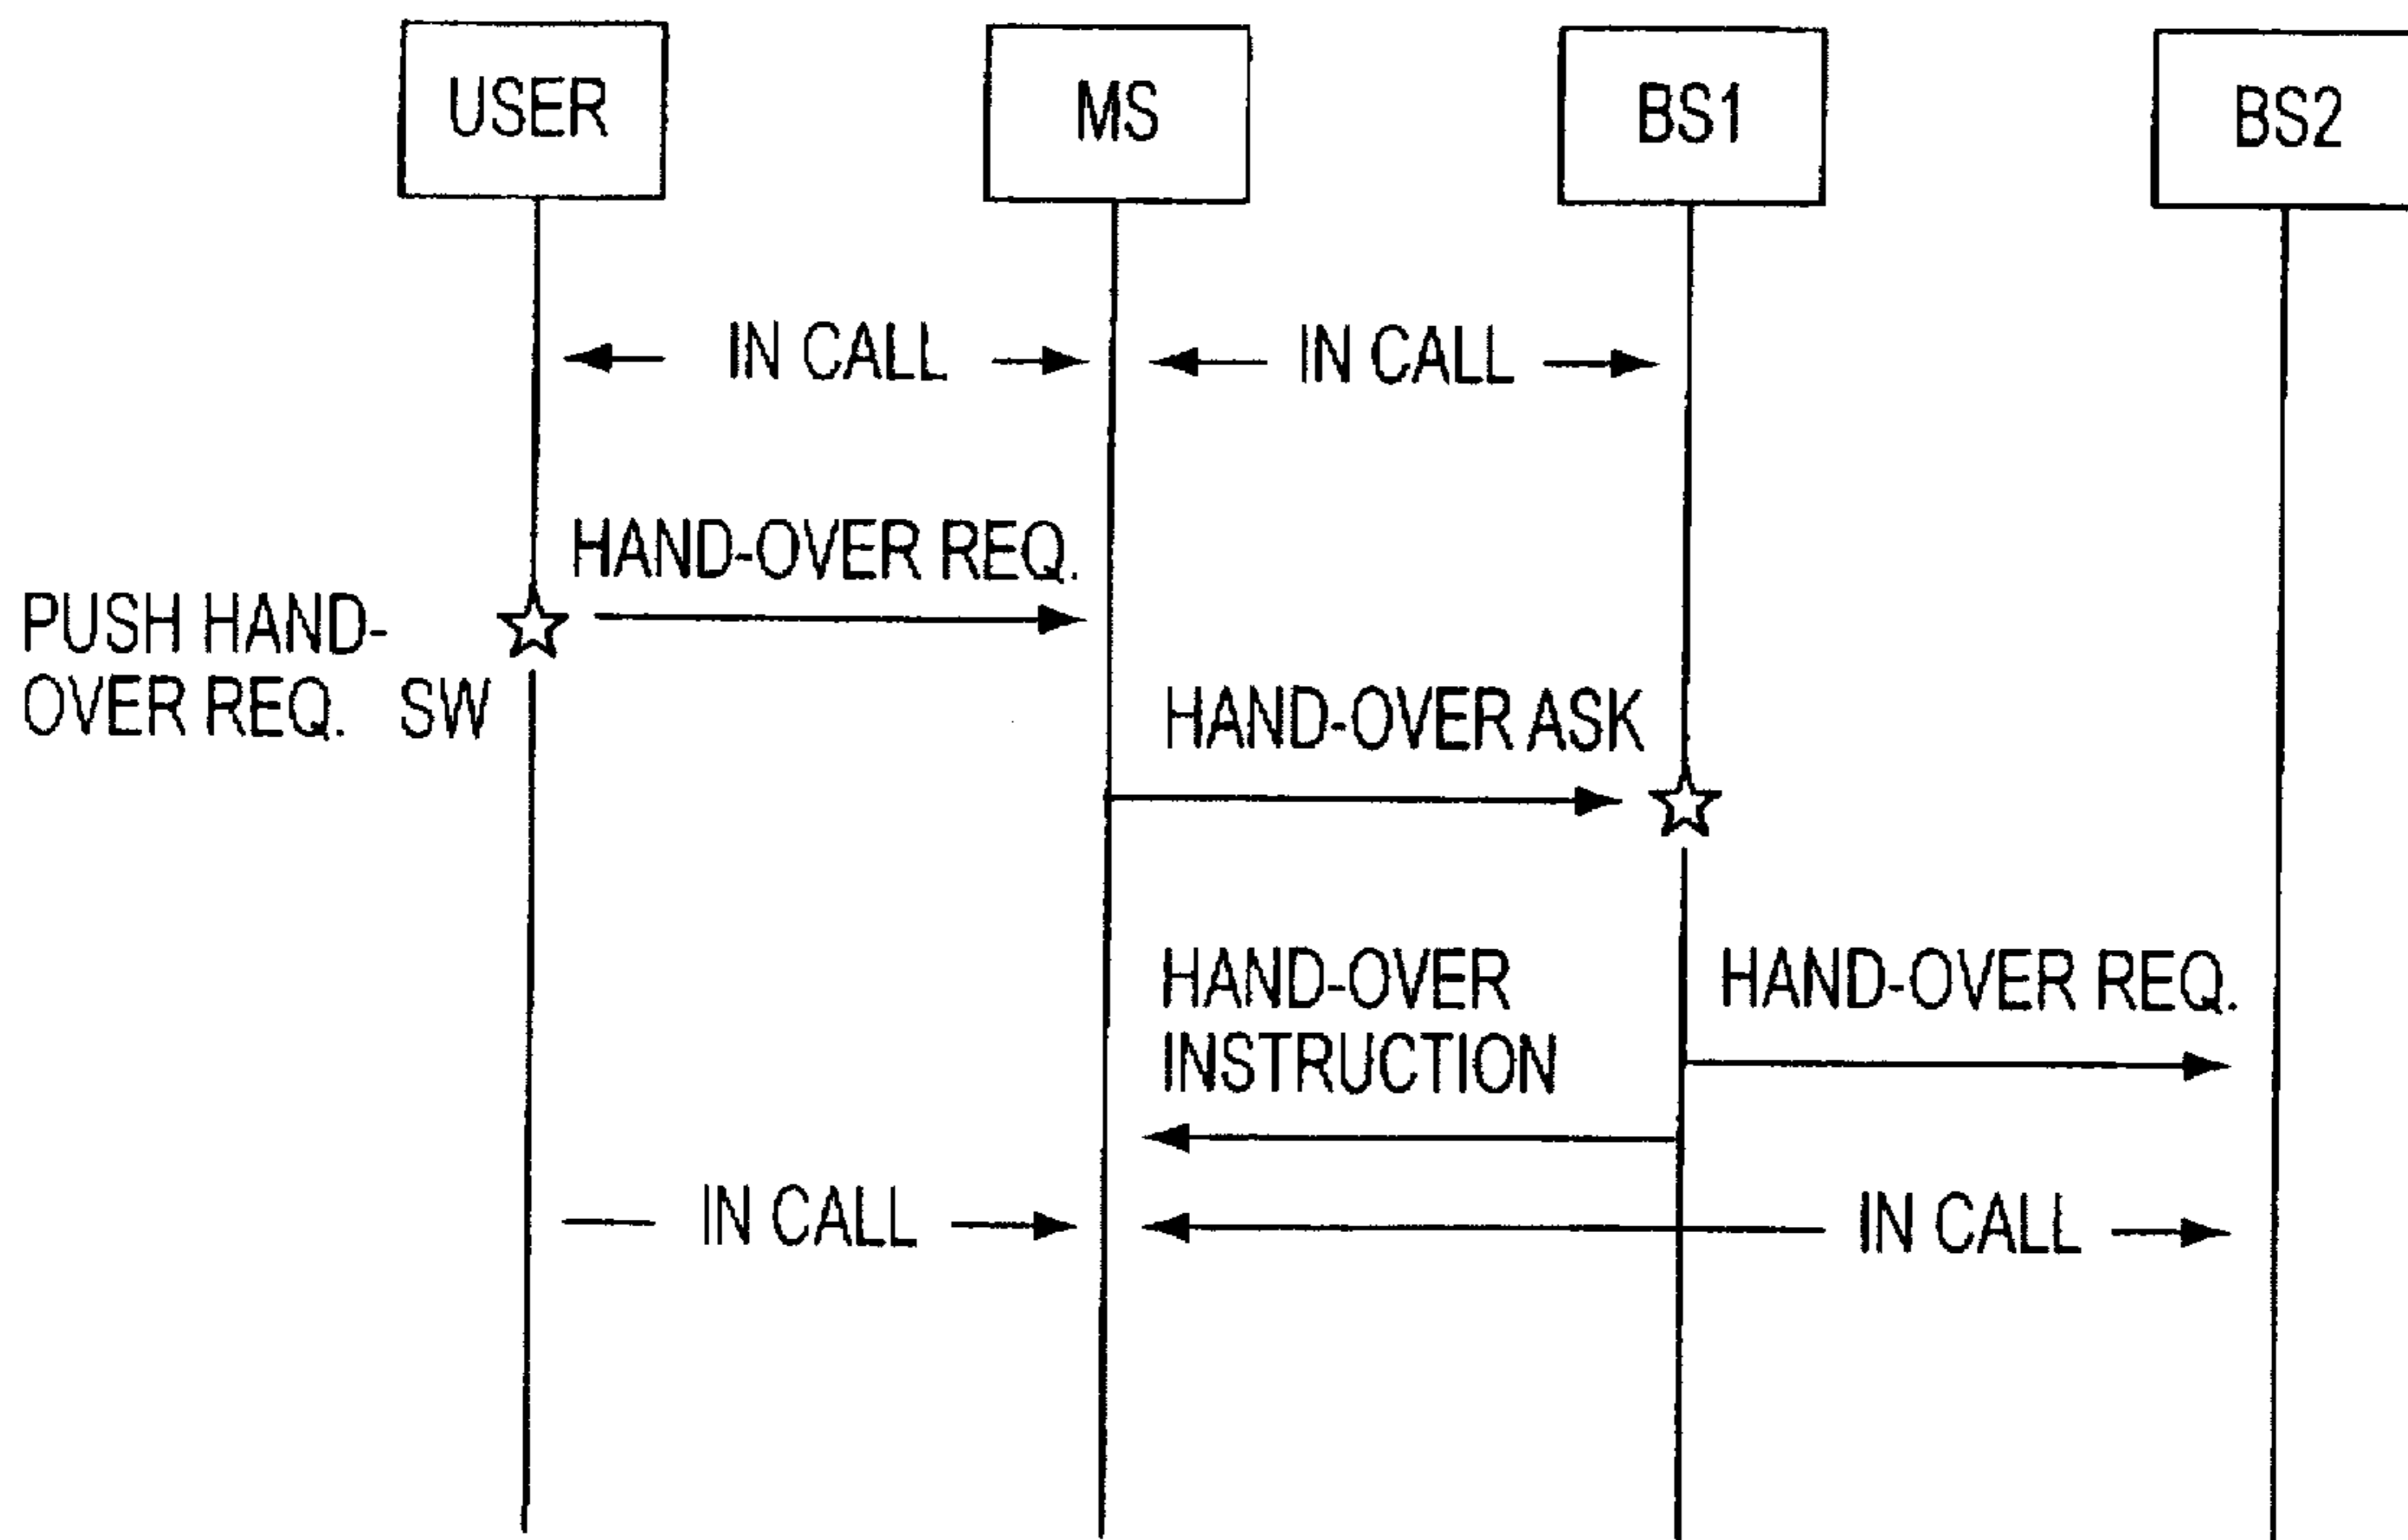 USER
MS
BS1
BS2
IN CALL
IN CALL
HAND-OVER REQ.
PUSH HAND-
OVER REQ. SW
HAND-OVER ASK
HAND-OVER
INSTRUCTION
HAND-OVER REQ.
IN CALL
IN CALL